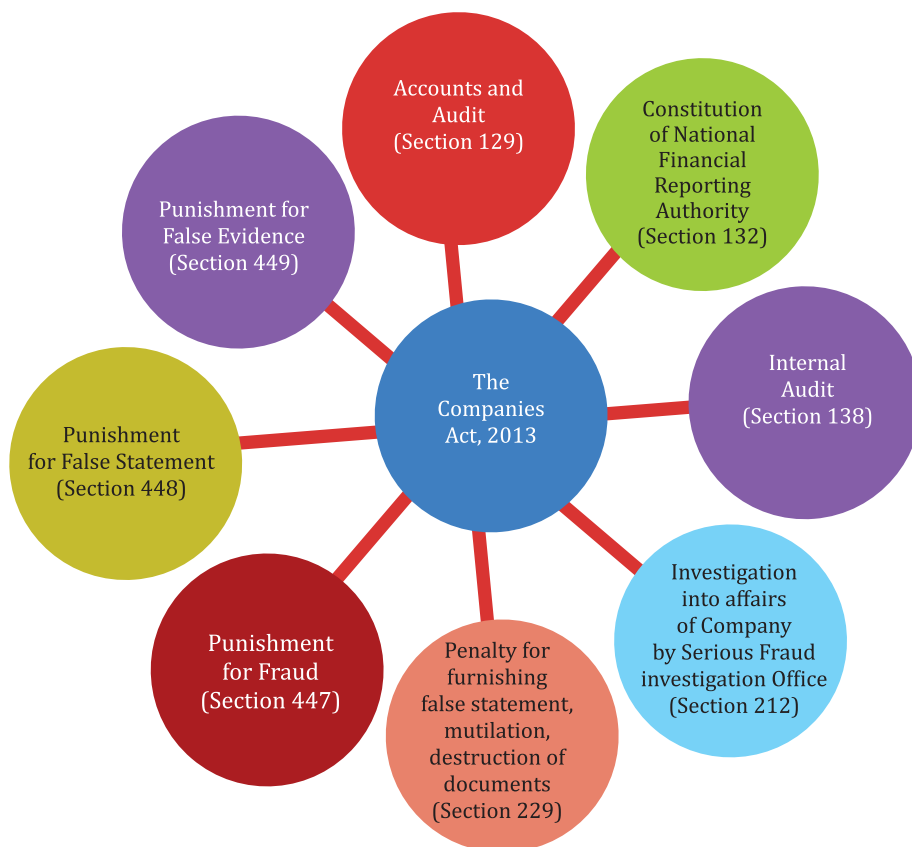 Accounts and
Audit
(Section 129)
Constitution
of National
Financial
Reporting
Authority
(Section 132)
Internal
Audit
(Section 138)
Investigation
into affairs
of Company
by Serious Fraud
investigation Office
(Section 212)
Penalty for
furnishing
false statement,
mutilation,
destruction of
documents
(Section 229)
Punishment
for Fraud
(Section 447)
Punishment
for False Statement
(Section 448)
Punishment for
False Evidence
(Section 449)
The
Companies
Act, 2013